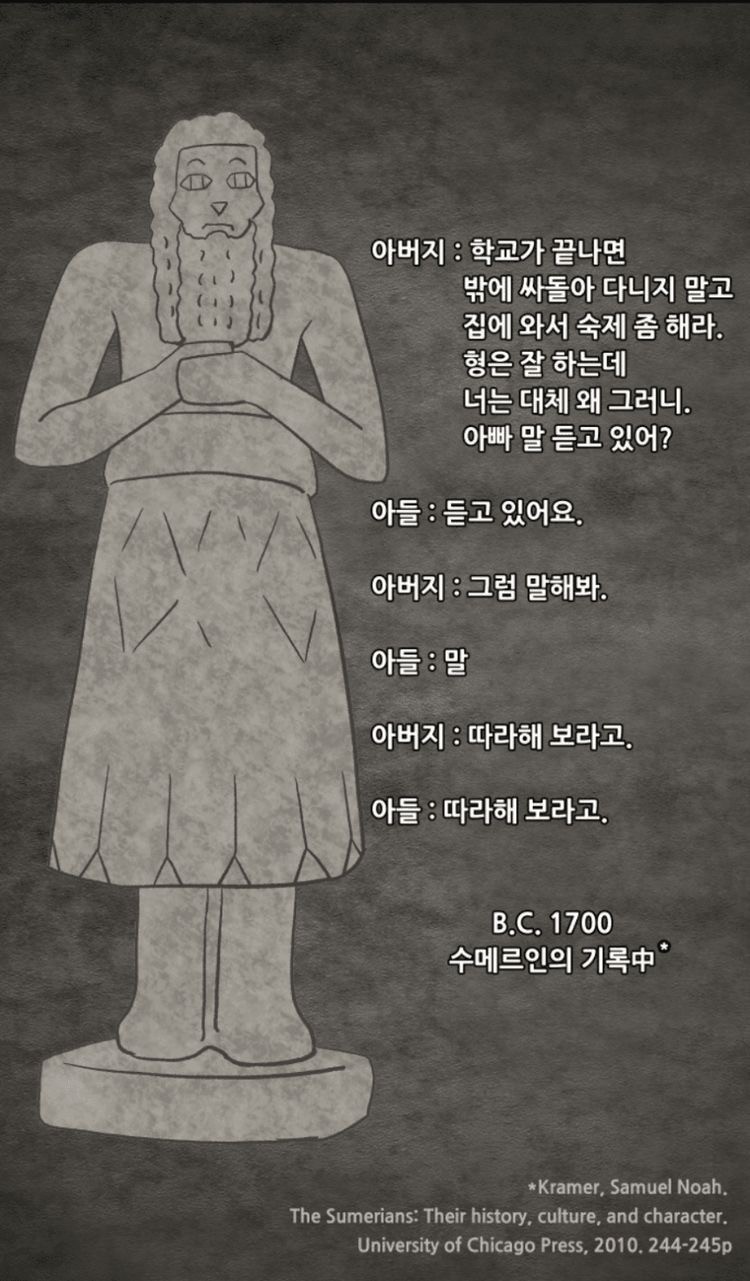 아버지 : 학교가 끝나면
밖에 싸돌아 다니지 말고
집에 와서 숙제 좀 해라.
형은 잘 하는데
너는 대체 왜 그러니.
아빠 말 듣고 있어?
아들 : 듣고 있어요.
아버지 : 그럼 말해봐.
아들 : 말
아버지 : 따라해 보라고.
아들 : 따라해 보라고.
B.C. 1700
수메르인의 기록中*
*Kramer, Samuel Noah.
The Sumerians: Their history, culture, and character.
University of Chicago Press, 2010. 244-245p